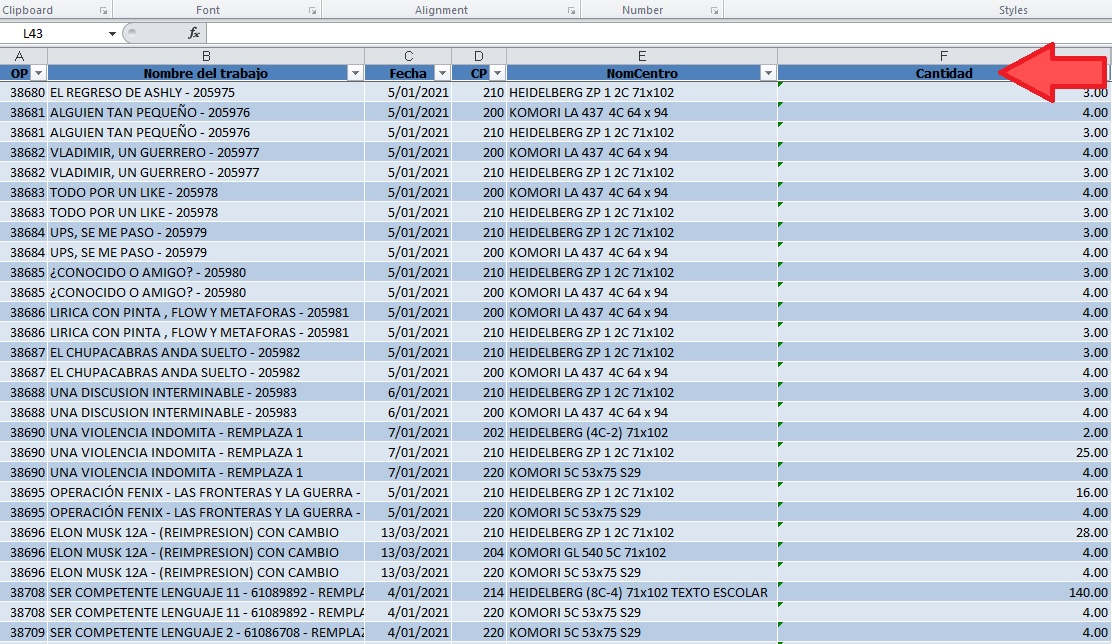 Clipboard Font Alignment Number Styles
L43 fx
A B C D E F
OP Nombre del trabajo Fecha CP NomCentro Cantidad
38680 EL REGRESO DE ASHLY - 205975 5/01/2021 210 HEIDELBERG ZP 1 2C 71x102 3.00
38681 ALGUIEN TAN PEQUEÑO - 205976 5/01/2021 200 KOMORI LA 437 4C 64 x 94 4.00
38681 ALGUIEN TAN PEQUEÑO - 205976 5/01/2021 210 HEIDELBERG ZP 1 2C 71x102 3.00
38682 VLADIMIR, UN GUERRERO - 205977 5/01/2021 200 KOMORI LA 437 4C 64 x 94 4.00
38682 VLADIMIR, UN GUERRERO - 205977 5/01/2021 210 HEIDELBERG ZP 1 2C 71x102 3.00
38683 TODO POR UN LIKE - 205978 5/01/2021 200 KOMORI LA 437 4C 64 x 94 4.00
38683 TODO POR UN LIKE - 205978 5/01/2021 210 HEIDELBERG ZP 1 2C 71x102 3.00
38684 UPS, SE ME PASO - 205979 5/01/2021 210 HEIDELBERG ZP 1 2C 71x102 3.00
38684 UPS, SE ME PASO - 205979 5/01/2021 200 KOMORI LA 437 4C 64 x 94 4.00
38685 ¿CONOCIDO O AMIGO? - 205980 5/01/2021 210 HEIDELBERG ZP 1 2C 71x102 3.00
38685 ¿CONOCIDO O AMIGO? - 205980 5/01/2021 200 KOMORI LA 437 4C 64 x 94 4.00
38686 LIRICA CON PINTA , FLOW Y METAFORAS - 205981 5/01/2021 200 KOMORI LA 437 4C 64 x 94 4.00
38686 LIRICA CON PINTA , FLOW Y METAFORAS - 205981 5/01/2021 210 HEIDELBERG ZP 1 2C 71x102 3.00
38687 EL CHUPACABRAS ANDA SUELTO - 205982 5/01/2021 210 HEIDELBERG ZP 1 2C 71x102 3.00
38687 EL CHUPACABRAS ANDA SUELTO - 205982 5/01/2021 200 KOMORI LA 437 4C 64 x 94 4.00
38688 UNA DISCUSION INTERMINABLE - 205983 6/01/2021 210 HEIDELBERG ZP 1 2C 71x102 3.00
38688 UNA DISCUSION INTERMINABLE - 205983 6/01/2021 200 KOMORI LA 437 4C 64 x 94 4.00
38690 UNA VIOLENCIA INDOMITA - REMPLAZA 1 7/01/2021 202 HEIDELBERG (4C-2) 71x102 2.00
38690 UNA VIOLENCIA INDOMITA - REMPLAZA 1 7/01/2021 210 HEIDELBERG ZP 1 2C 71x102 25.00
38690 UNA VIOLENCIA INDOMITA - REMPLAZA 1 7/01/2021 220 KOMORI 5C 53x75 S29 4.00
38695 OPERACIÓN FENIX - LAS FRONTERAS Y LA GUERRA - 5/01/2021 210 HEIDELBERG ZP 1 2C 71x102 16.00
38695 OPERACIÓN FENIX - LAS FRONTERAS Y LA GUERRA - 5/01/2021 220 KOMORI 5C 53x75 S29 4.00
38696 ELON MUSK 12A - (REIMPRESION) CON CAMBIO 13/03/2021 210 HEIDELBERG ZP 1 2C 71x102 28.00
38696 ELON MUSK 12A - (REIMPRESION) CON CAMBIO 13/03/2021 204 KOMORI GL 540 5C 71x102 4.00
38696 ELON MUSK 12A - (REIMPRESION) CON CAMBIO 13/03/2021 220 KOMORI 5C 53x75 S29 4.00
38708 SER COMPETENTE LENGUAJE 11 - 61089892 - REMPLA 4/01/2021 214 HEIDELBERG (8C-4) 71x102 TEXTO ESCOLAR 140.00
38708 SER COMPETENTE LENGUAJE 11 - 61089892 - REMPLA 4/01/2021 220 KOMORI 5C 53x75 S29 4.00
38709 SER COMPETENTE LENGUAJE 2 - 61086708 - REMPLAZ 4/01/2021 220 KOMORI 5C 53x75 S29 4.00